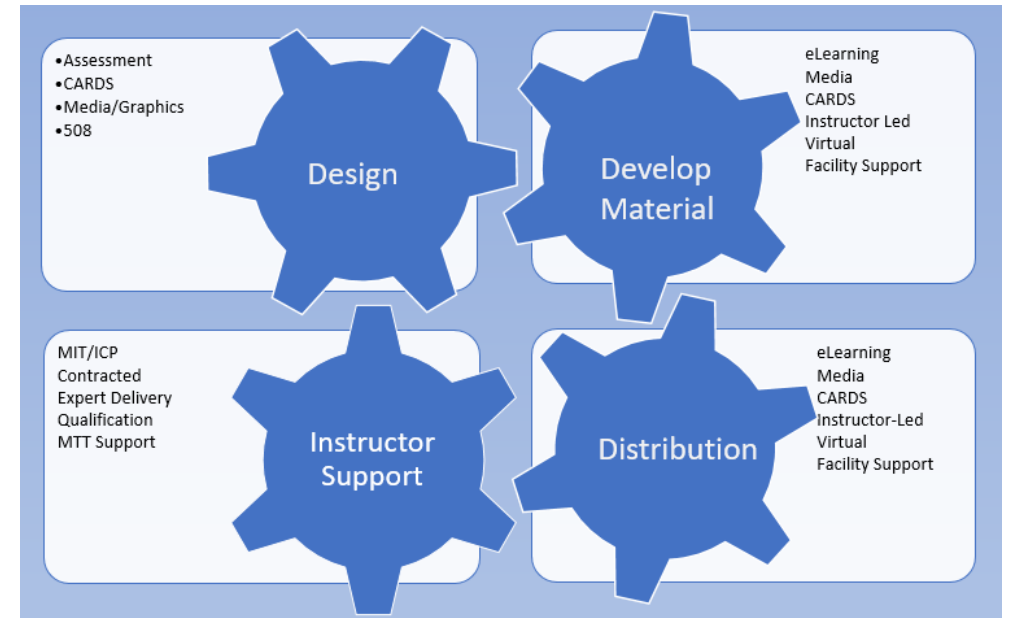 •Assessment
•CARDS
•Media/Graphics
•508
Design
Develop
Material
eLearning
Media
CARDS
Instructor Led
Virtual
Facility Support
MIT/ICP
Contracted
Expert Delivery
Qualification
MTT Support
Instructor
Support
Distribution
eLearning
Media
CARDS
Instructor-Led
Virtual
Facility Support